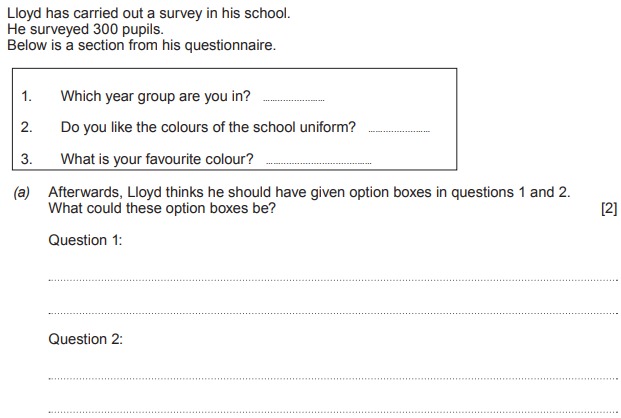 Lloyd has carried out a survey in his school.
He surveyed 300 pupils.
Below is a section from his questionnaire.
1. Which year group are you in? ........................
2. Do you like the colours of the school uniform? ........................
3. What is your favourite colour? ........................................
(a) Afterwards, Lloyd thinks he should have given option boxes in questions 1 and 2.
What could these option boxes be? [2]
Question 1:
Question 2: